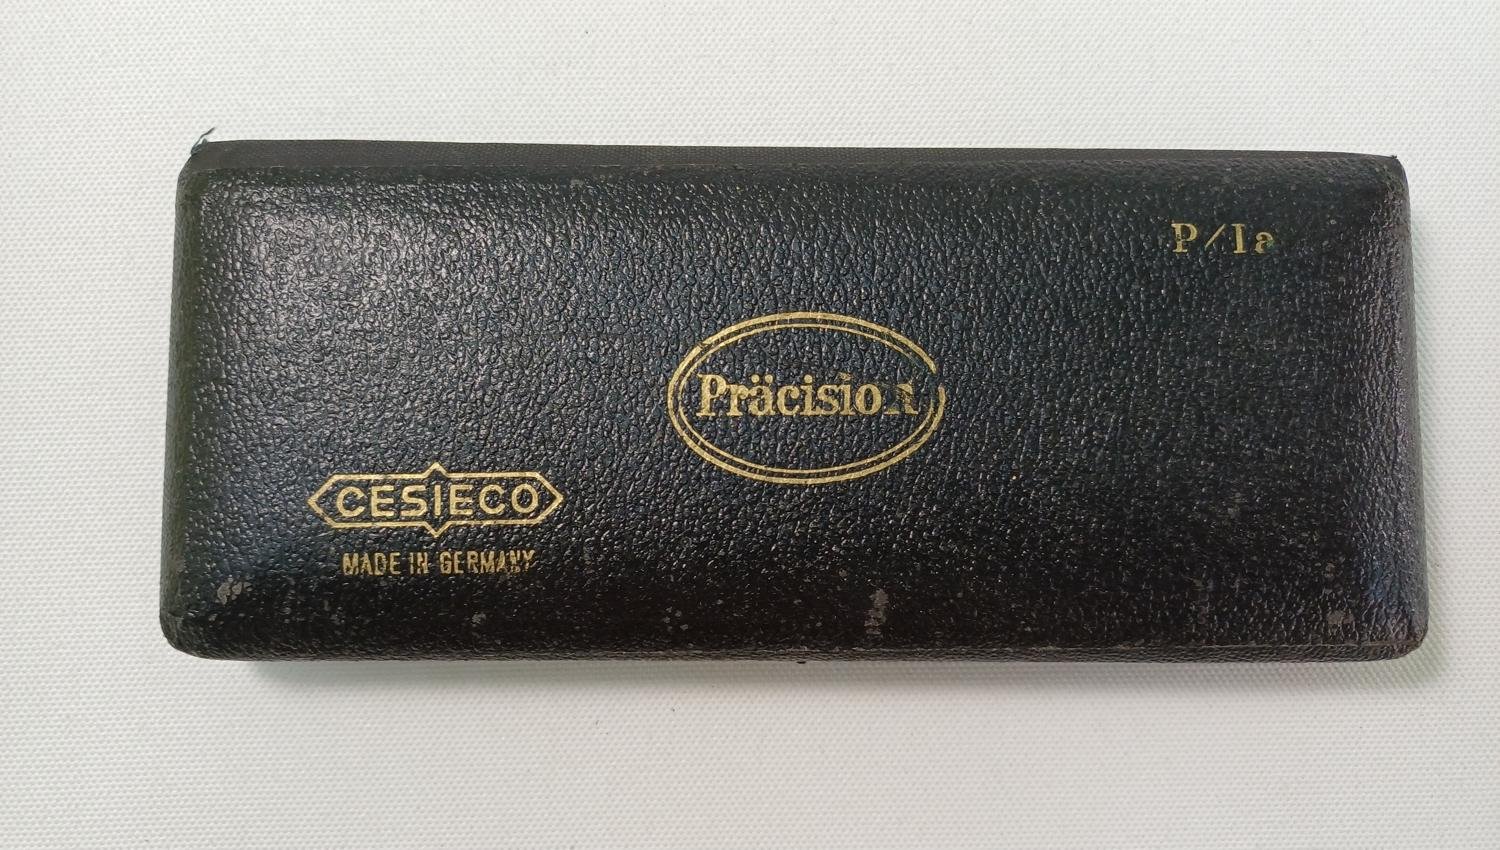 P/Ia
Präcision
CESIECO
MADE IN GERMANY